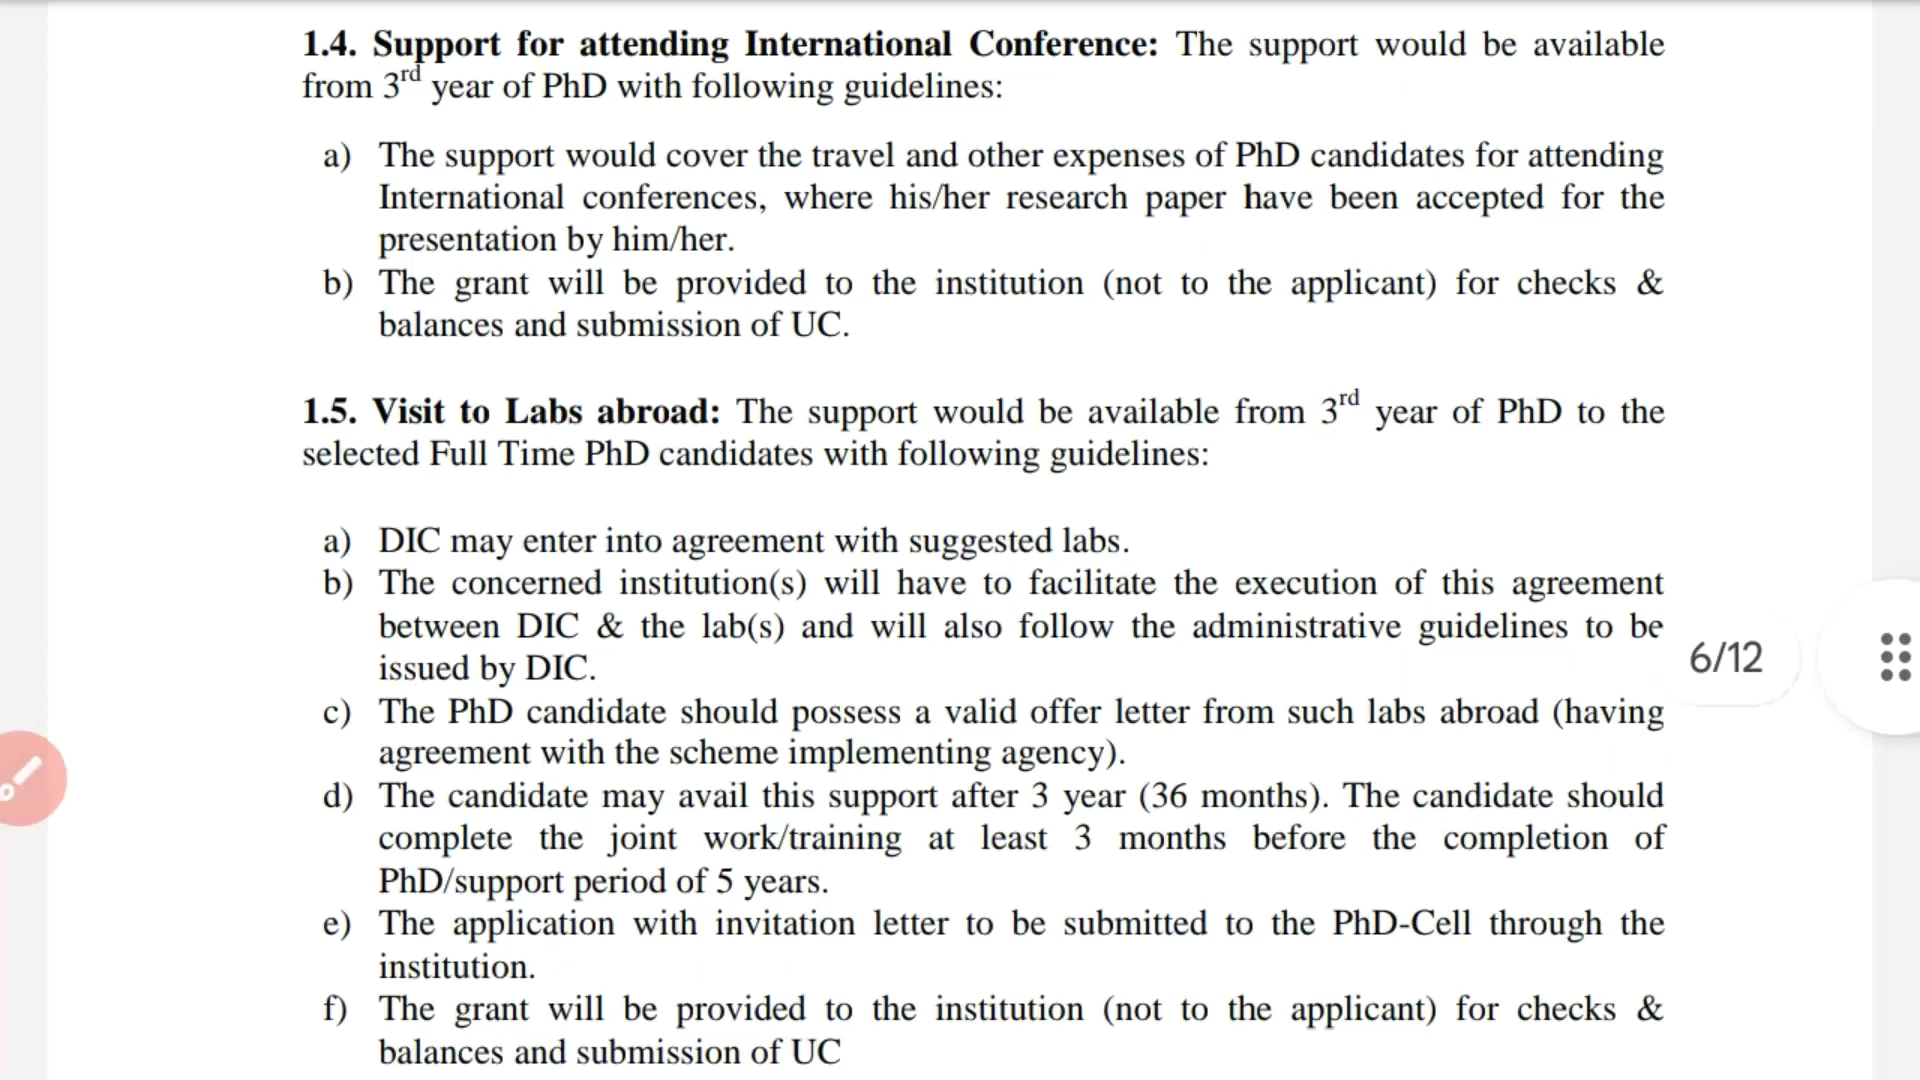 1.4. Support for attending International Conference: The support would be available
from 3rd year of PhD with following guidelines:
a) The support would cover the travel and other expenses of PhD candidates for attending
International conferences, where his/her research paper have been accepted for the
presentation by him/her.
b) The grant will be provided to the institution (not to the applicant) for checks &
balances and submission of UC.
1.5. Visit to Labs abroad: The support would be available from 3rd year of PhD to the
selected Full Time PhD candidates with following guidelines:
a) DIC may enter into agreement with suggested labs.
b) The concerned institution(s) will have to facilitate the execution of this agreement
between DIC & the lab(s) and will also follow the administrative guidelines to be
issued by DIC.
6/12
c) The PhD candidate should possess a valid offer letter from such labs abroad (having
agreement with the scheme implementing agency).
d) The candidate may avail this support after 3 year (36 months). The candidate should
complete the joint work/training at least 3 months before the completion of
PhD/support period of 5 years.
e) The application with invitation letter to be submitted to the PhD-Cell through the
institution.
f) The grant will be provided to the institution (not to the applicant) for checks &
balances and submission of UC